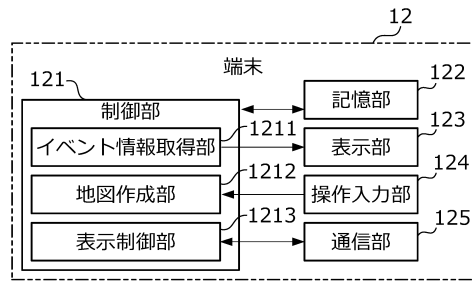 12
端末
121
122
制御部
記憶部
1211
123
イベント情報取得部
表示部
1212
124
地図作成部
操作入力部
1213
125
表示制御部
通信部